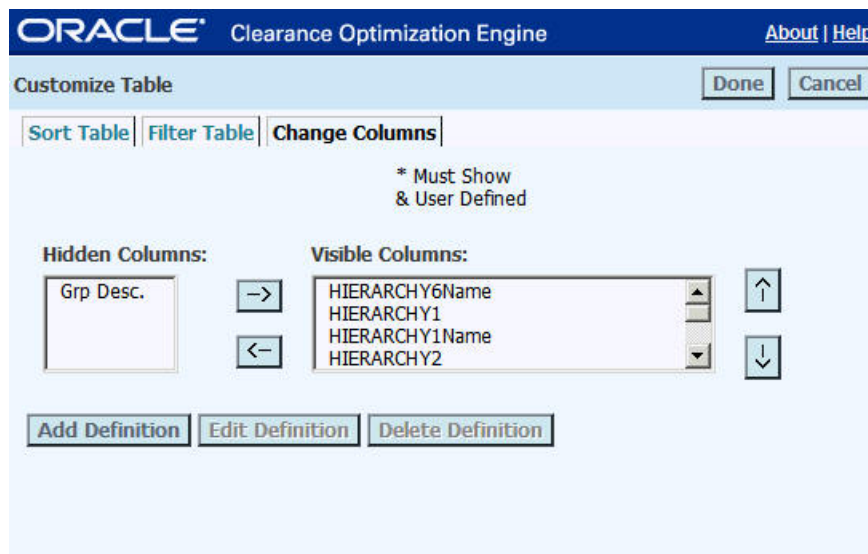 ORACLE Clearance Optimization Engine About | Help
Customize Table Done Cancel
Sort Table Filter Table Change Columns
* Must Show
& User Defined
Hidden Columns: Visible Columns:
Grp Desc. --> HIERARCHY6Name
HIERARCHY1
HIERARCHY1Name
<-- HIERARCHY2
Add Definition Edit Definition Delete Definition